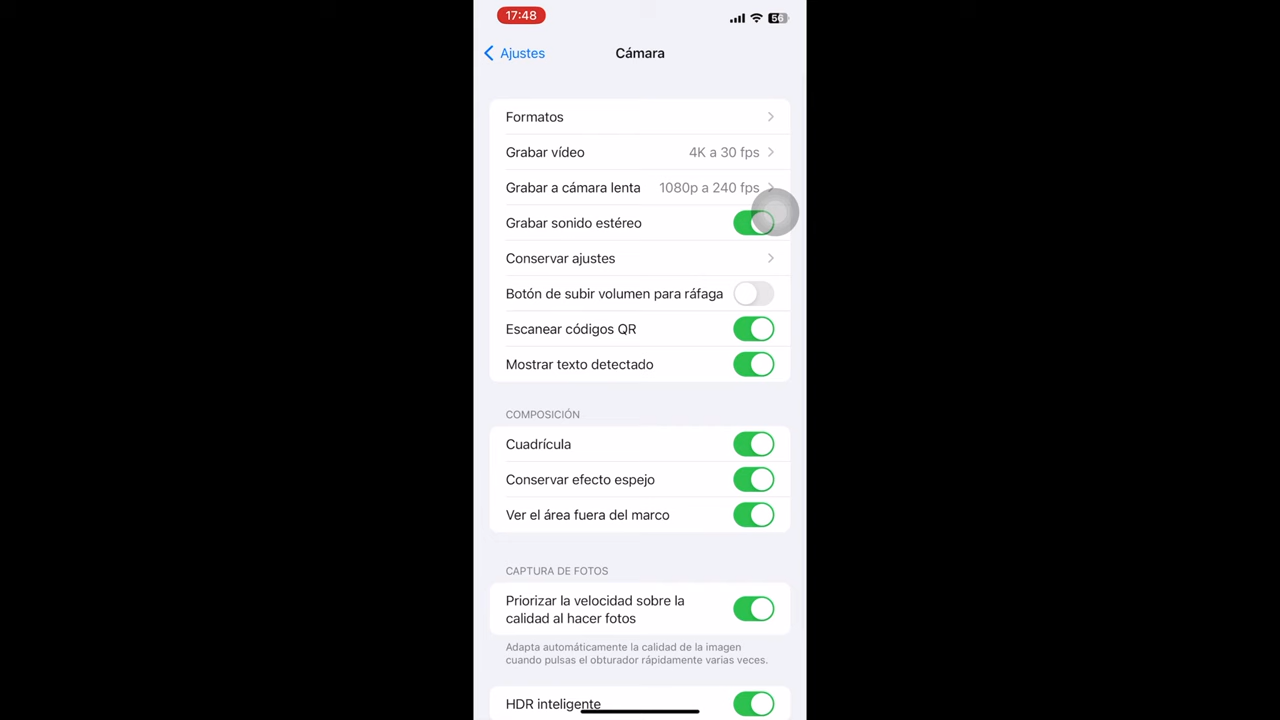 17:48
56
Ajustes
Cámara
Formatos
Grabar vídeo 4K a 30 fps
Grabar a cámara lenta 1080p a 240 fps
Grabar sonido estéreo
Conservar ajustes
Botón de subir volumen para ráfaga
Escanear códigos QR
Mostrar texto detectado
COMPOSICIÓN
Cuadrícula
Conservar efecto espejo
Ver el área fuera del marco
CAPTURA DE FOTOS
Priorizar la velocidad sobre la
calidad al hacer fotos
Adapta automáticamente la calidad de la imagen
cuando pulsas el obturador rápidamente varias veces.
HDR inteligente